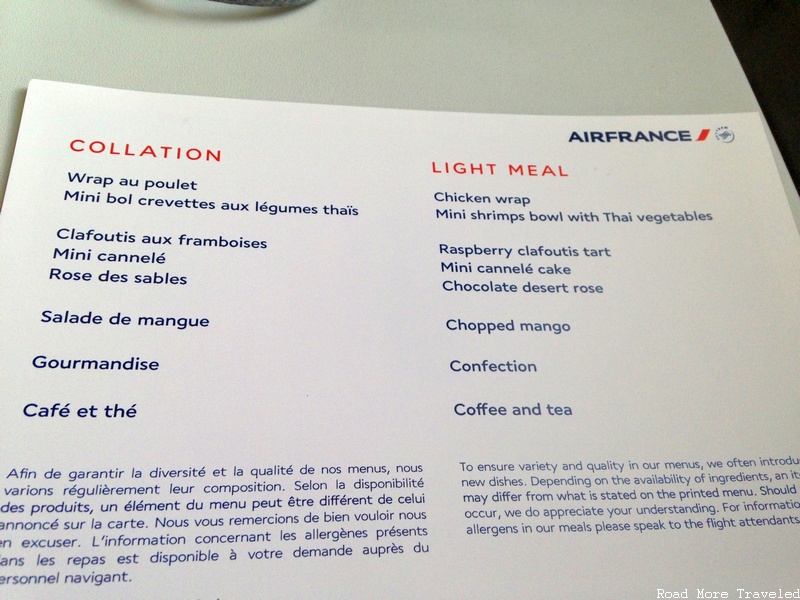 AIRFRANCE
COLLATION
Wrap au poulet
Mini bol crevettes aux légumes thaïs
Clafoutis aux framboises
Mini cannelé
Rose des sables
Salade de mangue
Gourmandise
Café et thé
Afin de garantir la diversité et la qualité de nos menus, nous
varions régulièrement leur composition. Selon la disponibilité
des produits, un élément du menu peut être différent de celui
annoncé sur la carte. Nous vous remercions de bien vouloir nous
en excuser. L'information concernant les allergènes présents
dans les repas est disponible à votre demande auprès du
personnel navigant.
LIGHT MEAL
Chicken wrap
Mini shrimps bowl with Thai vegetables
Raspberry clafoutis tart
Mini cannelé cake
Chocolate desert rose
Chopped mango
Confection
Coffee and tea
To ensure variety and quality in our menus, we often
new dishes. Depending on the availability of ingredients, an
may differ from what is stated on the printed menu. Should
occur, we do appreciate your understanding. For
allergens in our meals please speak to the flight attendants.
Road More Traveled